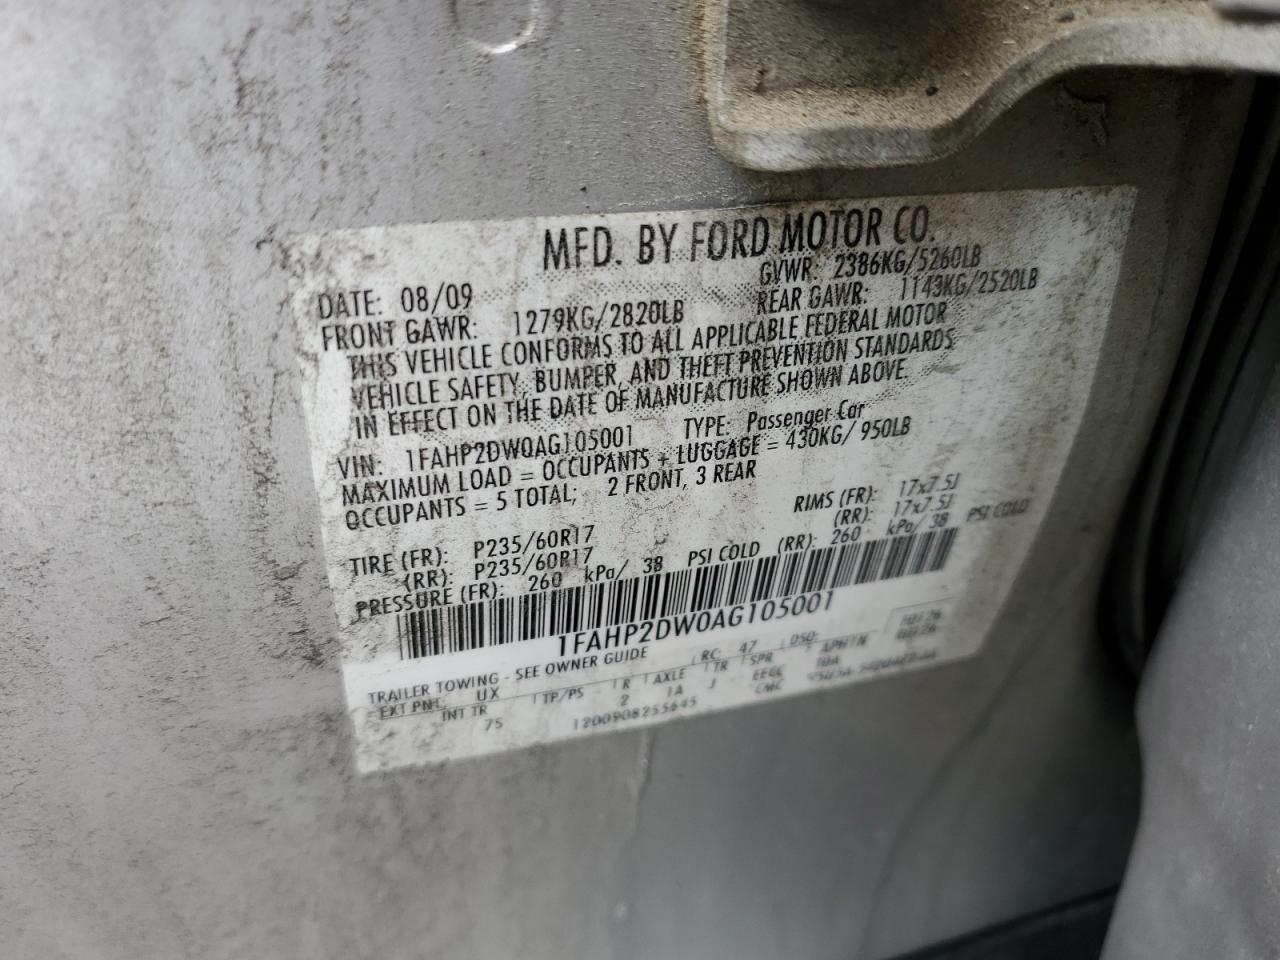 MFD. BY FORD MOTOR CO.
DATE: 08/09 GVWR: 2386KG/5260LB
FRONT GAWR: 1279KG/2820LB REAR GAWR: 1143KG/2520LB
THIS VEHICLE CONFORMS TO ALL APPLICABLE FEDERAL MOTOR
VEHICLE SAFETY, BUMPER, AND THEFT PREVENTION STANDARDS
IN EFFECT ON THE DATE OF MANUFACTURE SHOWN ABOVE.
VIN: 1FAHP2DW0AG105001 TYPE: Passenger Car
MAXIMUM LOAD = OCCUPANTS + LUGGAGE = 430KG/ 950LB
OCCUPANTS = 5 TOTAL; 2 FRONT, 3 REAR
TIRE (FR): P235/60R17 RIMS (FR): 17x7.5J
(RR): P235/60R17 (RR): 17x7.5J
PRESSURE (FR): 260 kPa/ 38 PSI COLD (RR): 260 kPa/ 38 PSI COLD
1FAHP2DW0AG105001
TRAILER TOWING - SEE OWNER GUIDE RC: 47 DSO:
EXT PNT: UX
INT TR TP/PS R AXLE TR SPR
75 2 1A J EECC
1200908255645 CMC